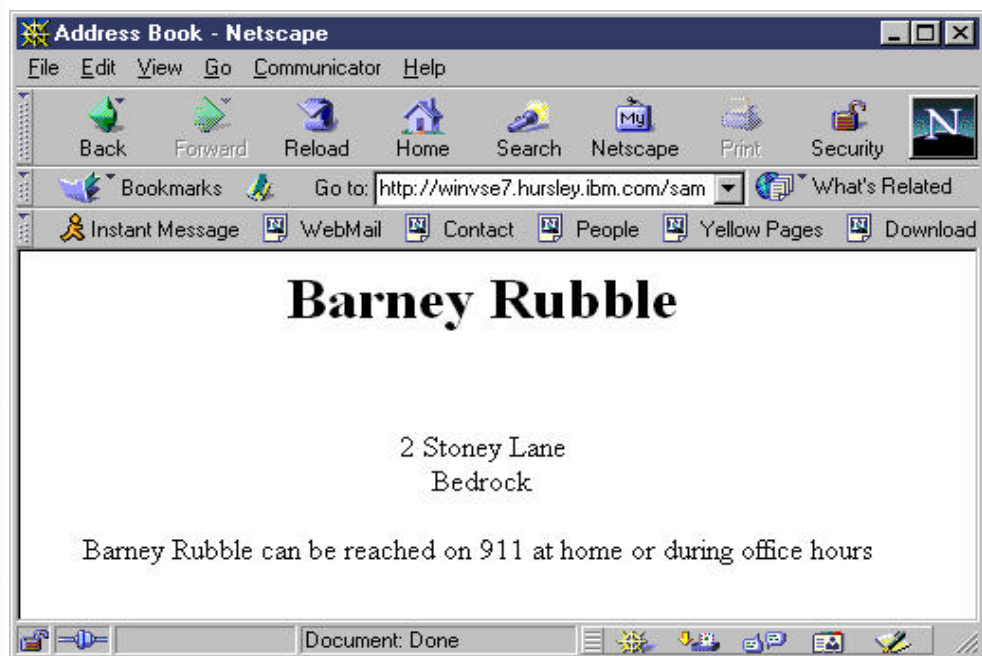 Address Book - Netscape
File Edit View Go Communicator Help
Back Forward Reload Home Search Netscape Print Security
My
N
Bookmarks Go to: http://winvse7.hursley.ibm.com/sam What's Related
Instant Message WebMail Contact People Yellow Pages Download
Barney Rubble
2 Stoney Lane
Bedrock
Barney Rubble can be reached on 911 at home or during office hours
Document: Done